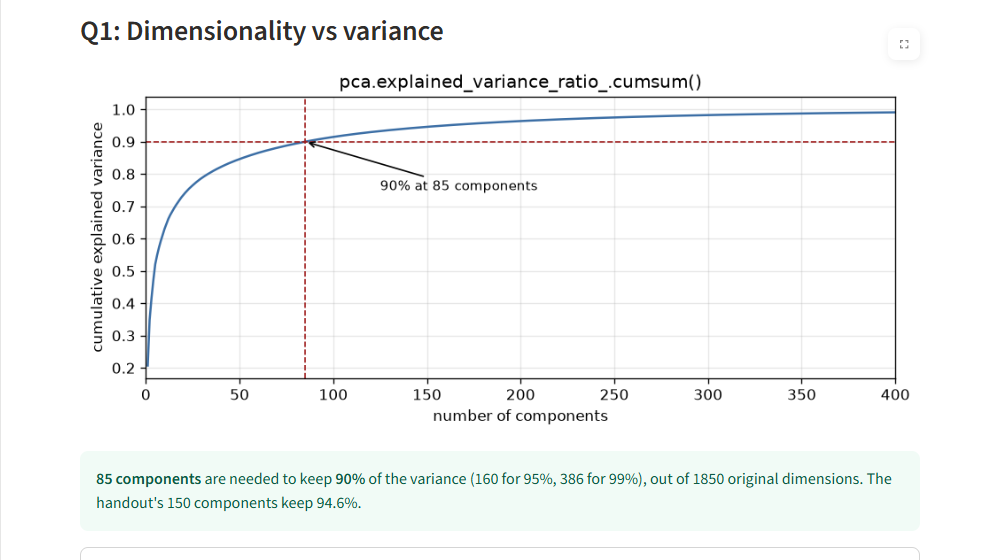 Q1: Dimensionality vs variance
pca.explained_variance_ratio_.cumsum()
1.0
0.9
0.8
0.7
0.6
0.5
0.4
0.3
0.2
cumulative explained variance
90% at 85 components
0 50 100 150 200 250 300 350 400
number of components
85 components are needed to keep 90% of the variance (160 for 95%, 386 for 99%), out of 1850 original dimensions. The
handout's 150 components keep 94.6%.